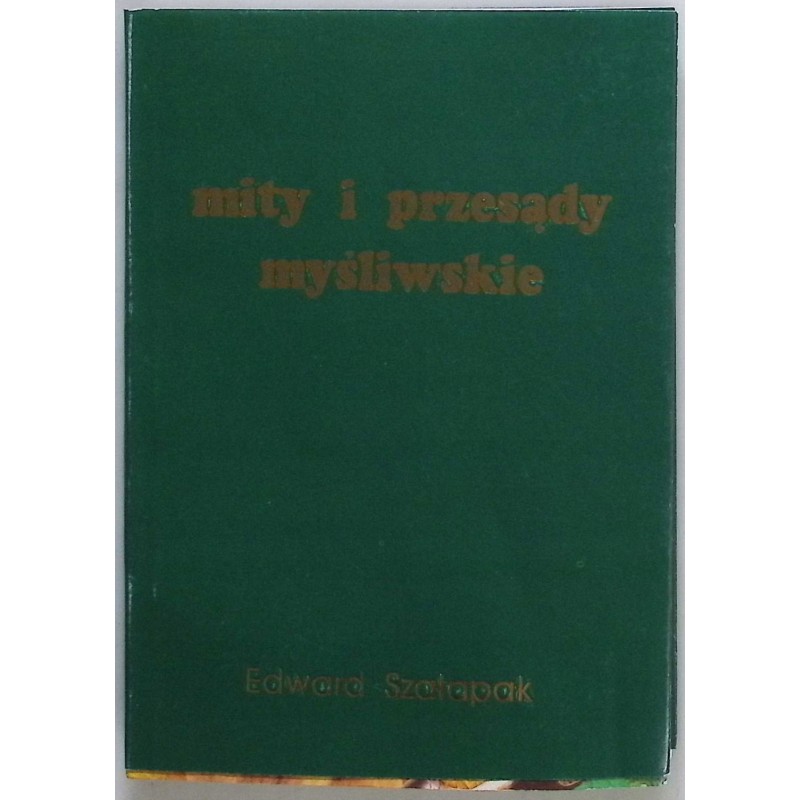 mity i przesądy
myśliwskie
Edward Szałapak